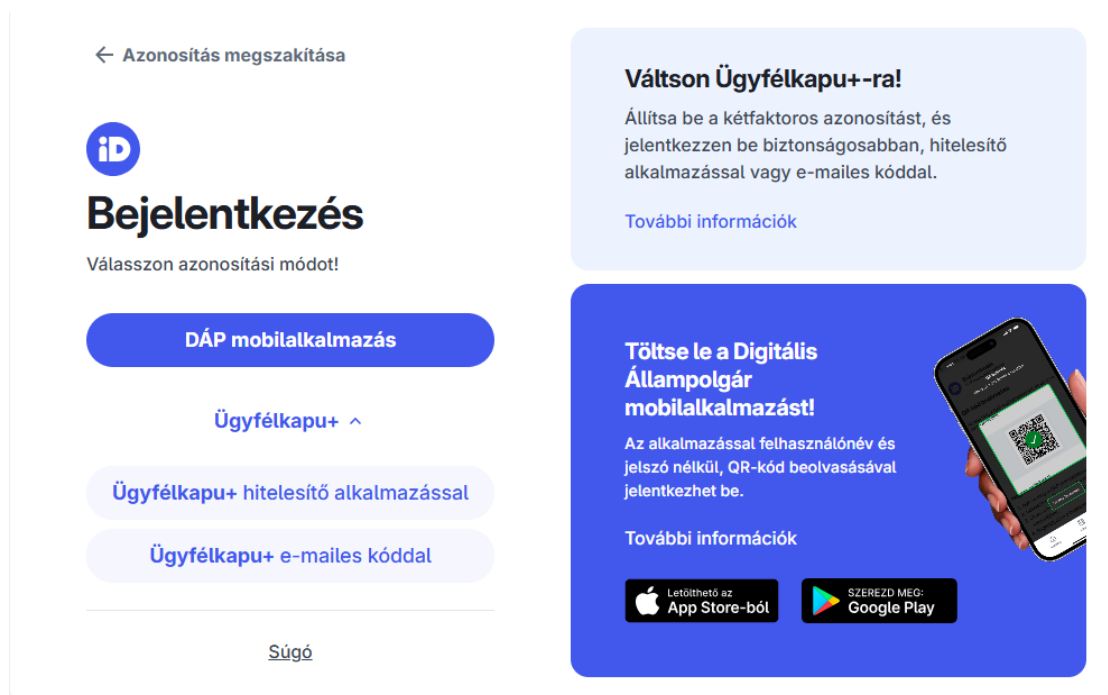 ← Azonosítás megszakítása
iD
Bejelentkezés
Válasszon azonosítási módot!
DÁP mobilalkalmazás
Ügyfélkapu+
Ügyfélkapu+ hitelesítő alkalmazással
Ügyfélkapu+ e-mailes kóddal
Súgó
Váltson Ügyfélkapu+-ra!
Állítsa be a kétfaktoros azonosítást, és
jelentkezzen be biztonságosabban, hitelesítő
alkalmazással vagy e-mailes kóddal.
További információk
Töltse le a Digitális
Állampolgár
mobilalkalmazást!
Az alkalmazással felhasználónév és
jelszó nélkül, QR-kód beolvasásával
jelentkezhet be.
További információk
Letölthető az
App Store-ból
SZEREZD MEG:
Google Play